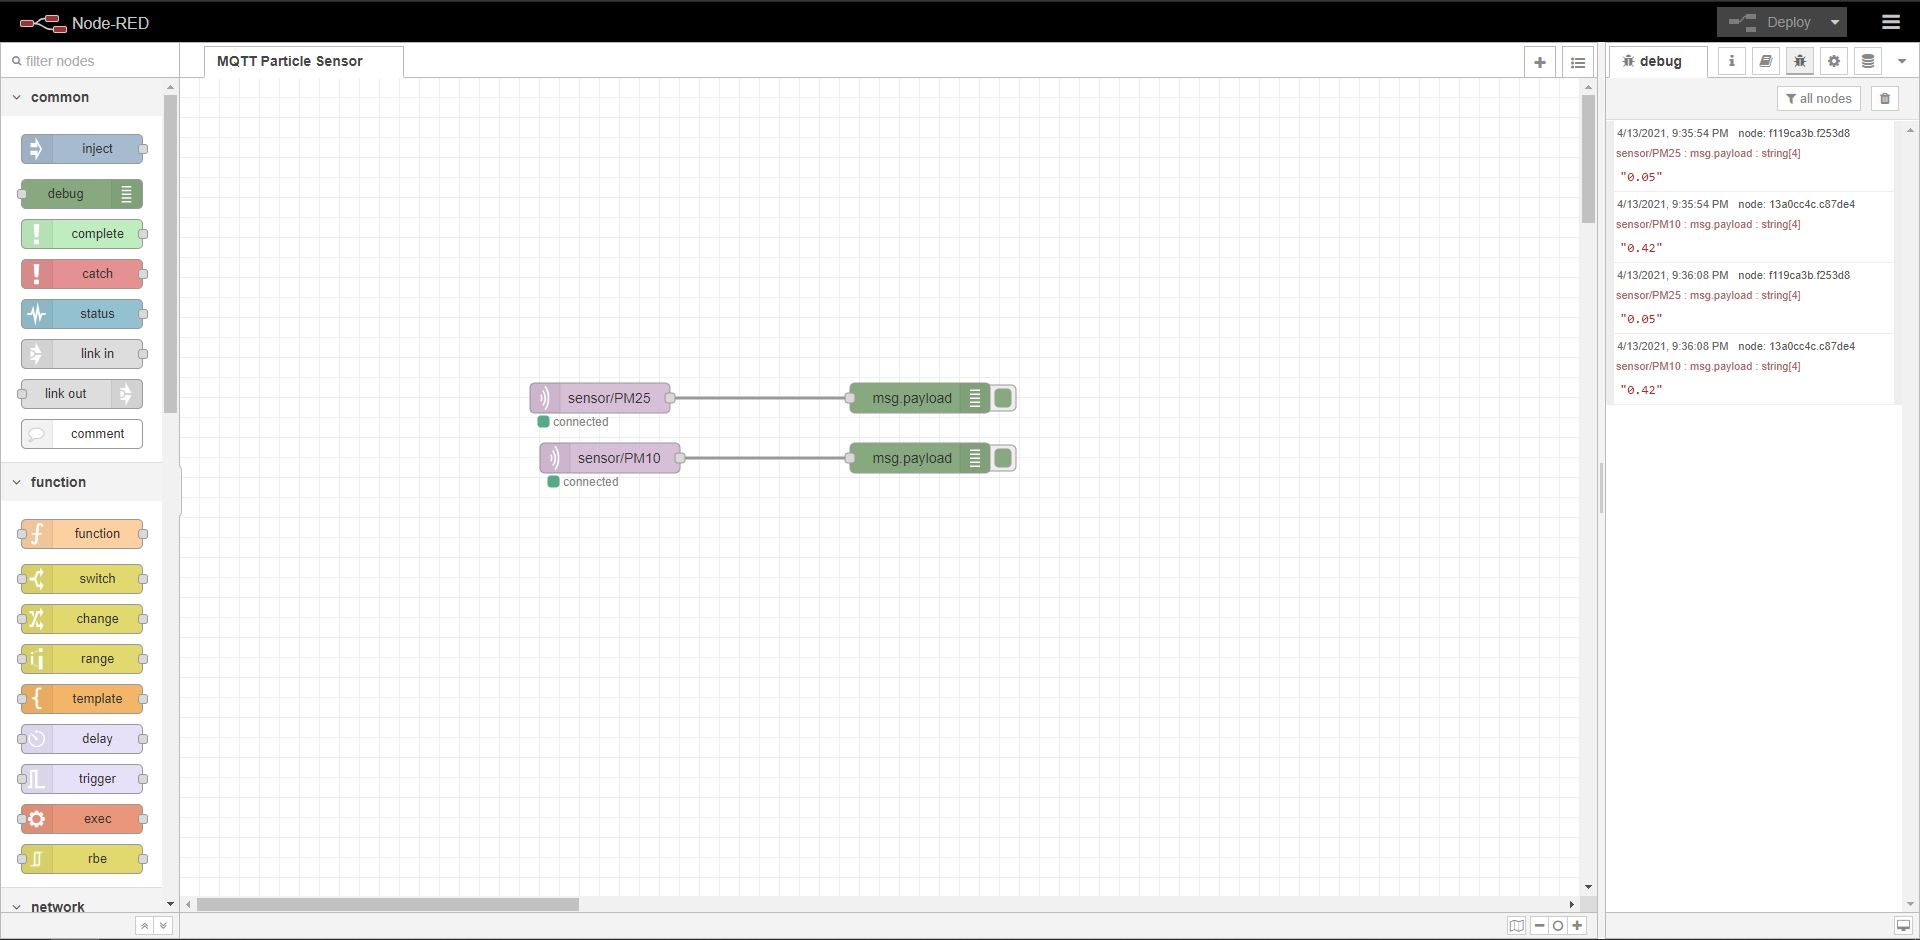 Node-RED
Deploy
filter nodes
MQTT Particle Sensor
debug
i
all nodes
common
inject
debug
complete
catch
status
link in
link out
comment
function
function
switch
change
range
template
delay
trigger
exec
rbe
network
sensor/PM25
connected
msg.payload
sensor/PM10
connected
msg.payload
4/13/2021, 9:35:54 PM node: f119ca3b.f253d8
sensor/PM25 : msg.payload : string[4]
"0.05"
4/13/2021, 9:35:54 PM node: 13a0cc4c.c87de4
sensor/PM10 : msg.payload : string[4]
"0.42"
4/13/2021, 9:36:08 PM node: f119ca3b.f253d8
sensor/PM25 : msg.payload : string[4]
"0.05"
4/13/2021, 9:36:08 PM node: 13a0cc4c.c87de4
sensor/PM10 : msg.payload : string[4]
"0.42"